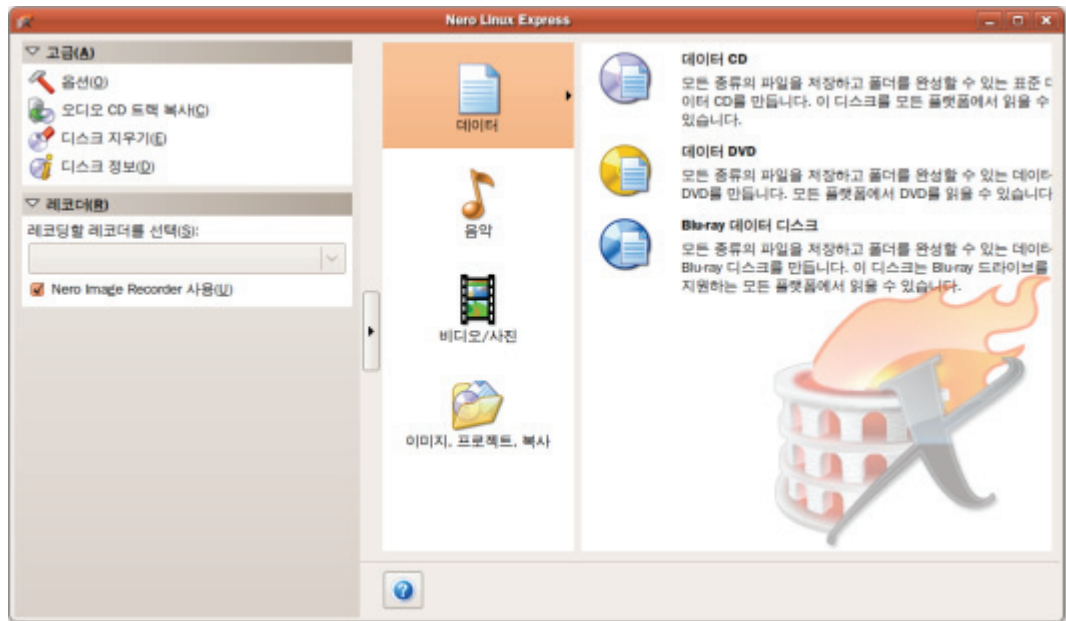 Nero Linux Express
고급(A)
옵션(O)
오디오 CD 트랙 복사(C)
디스크 지우기(E)
디스크 정보(D)
레코더(R)
레코딩할 레코더를 선택(S):
Nero Image Recorder 사용(U)
데이터
음악
비디오/사진
이미지, 프로젝트, 복사
데이터 CD
모든 종류의 파일을 저장하고 폴더를 완성할 수 있는 표준 데
이터 CD를 만듭니다. 이 디스크를 모든 플랫폼에서 읽을 수
있습니다.
데이터 DVD
모든 종류의 파일을 저장하고 폴더를 완성할 수 있는 데이터
DVD를 만듭니다. 모든 플랫폼에서 DVD를 읽을 수 있습니다
Blu-ray 데이터 디스크
모든 종류의 파일을 저장하고 폴더를 완성할 수 있는 데이터
Blu-ray 디스크를 만듭니다. 이 디스크는 Blu-ray 드라이브를
지원하는 모든 플랫폼에서 읽을 수 있습니다.